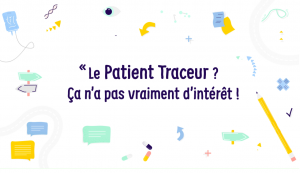 « Le Patient Traceur ?
Ça n'a pas vraiment d'intérêt !